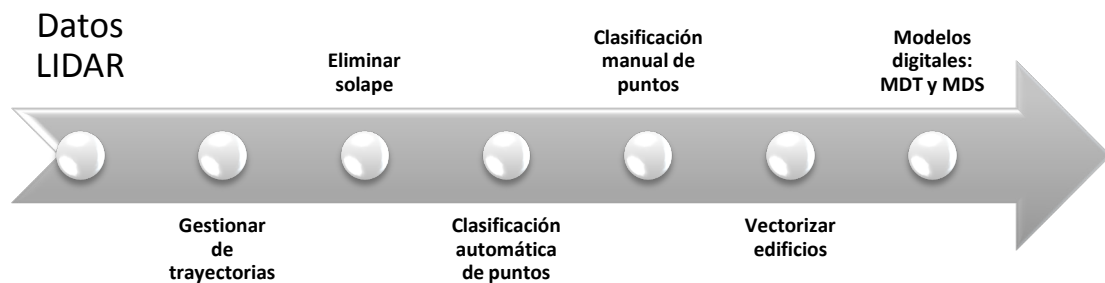 Datos
LIDAR
Gestionar
de
trayectorias
Eliminar
solape
Clasificación
automática
de puntos
Clasificación
manual de
puntos
Vectorizar
edificios
Modelos
digitales:
MDT y MDS